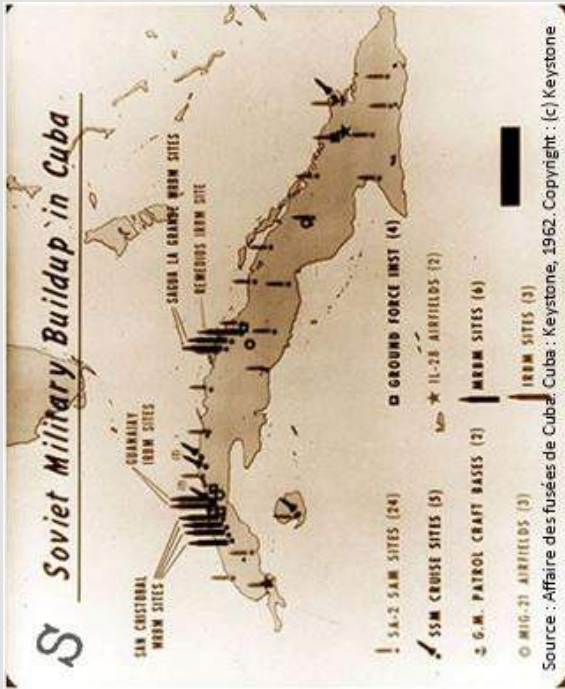 S
Soviet Military Buildup in Cuba
SAN CRISTOBAL
MRBM SITES
GUANAJAY
IRBM SITES
SAGUA LA GRANDE MRBM SITES
REMEDIOS IRBM SITE
SA-2 SAM SITES (24)
GROUND FORCE INST (4)
SSM CRUISE SITES (5)
IL-28 AIRFIELDS (2)
G.M. PATROL CRAFT BASES (2)
MRBM SITES (6)
MIG-21 AIRFIELDS (3)
IRBM SITES (3)
Source : Affaire des fusées de Cuba. Cuba : Keystone, 1962. Copyright : (c) Keystone